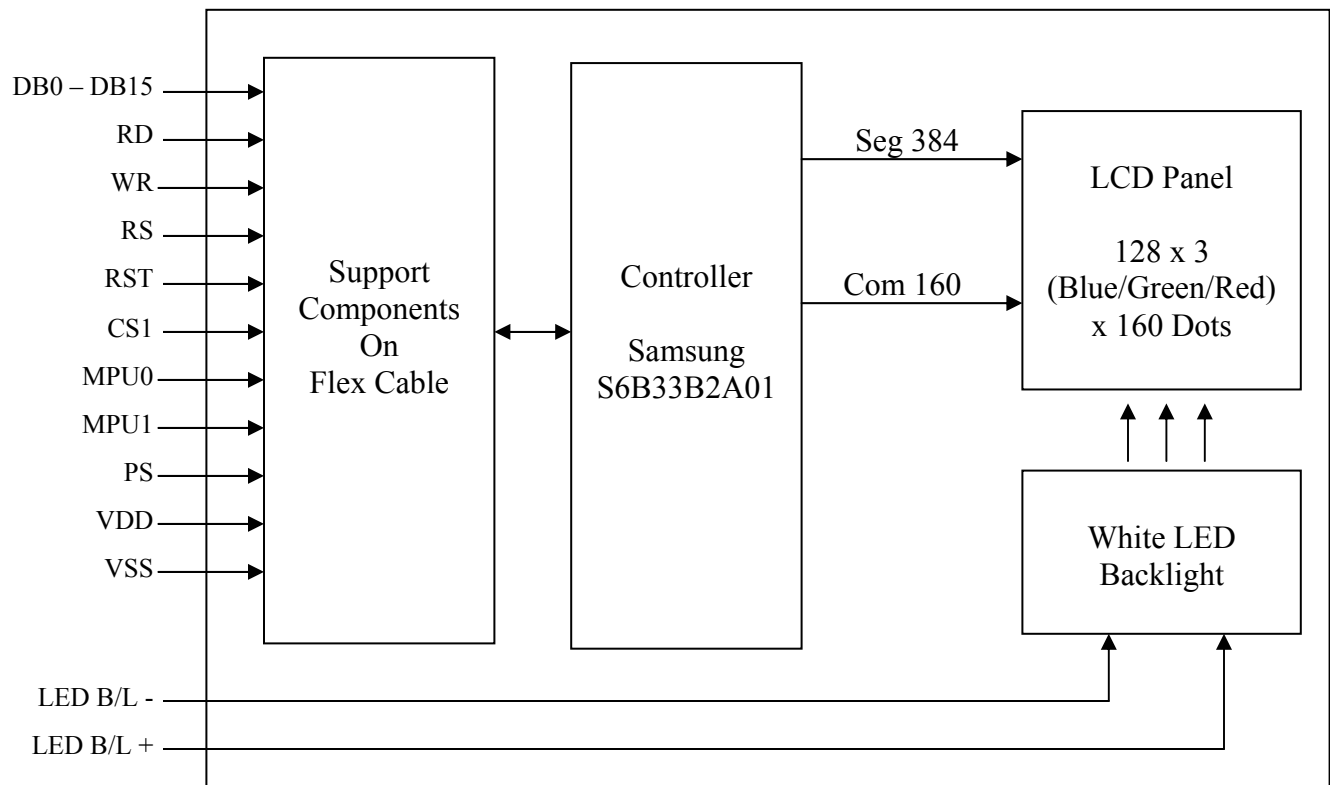 DB0 – DB15
RD
WR
RS
RST
CS1
MPU0
MPU1
PS
VDD
VSS
LED B/L -
LED B/L +
Support
Components
On
Flex Cable
Controller
Samsung
S6B33B2A01
Seg 384
Com 160
LCD Panel
128 x 3
(Blue/Green/Red)
x 160 Dots
White LED
Backlight